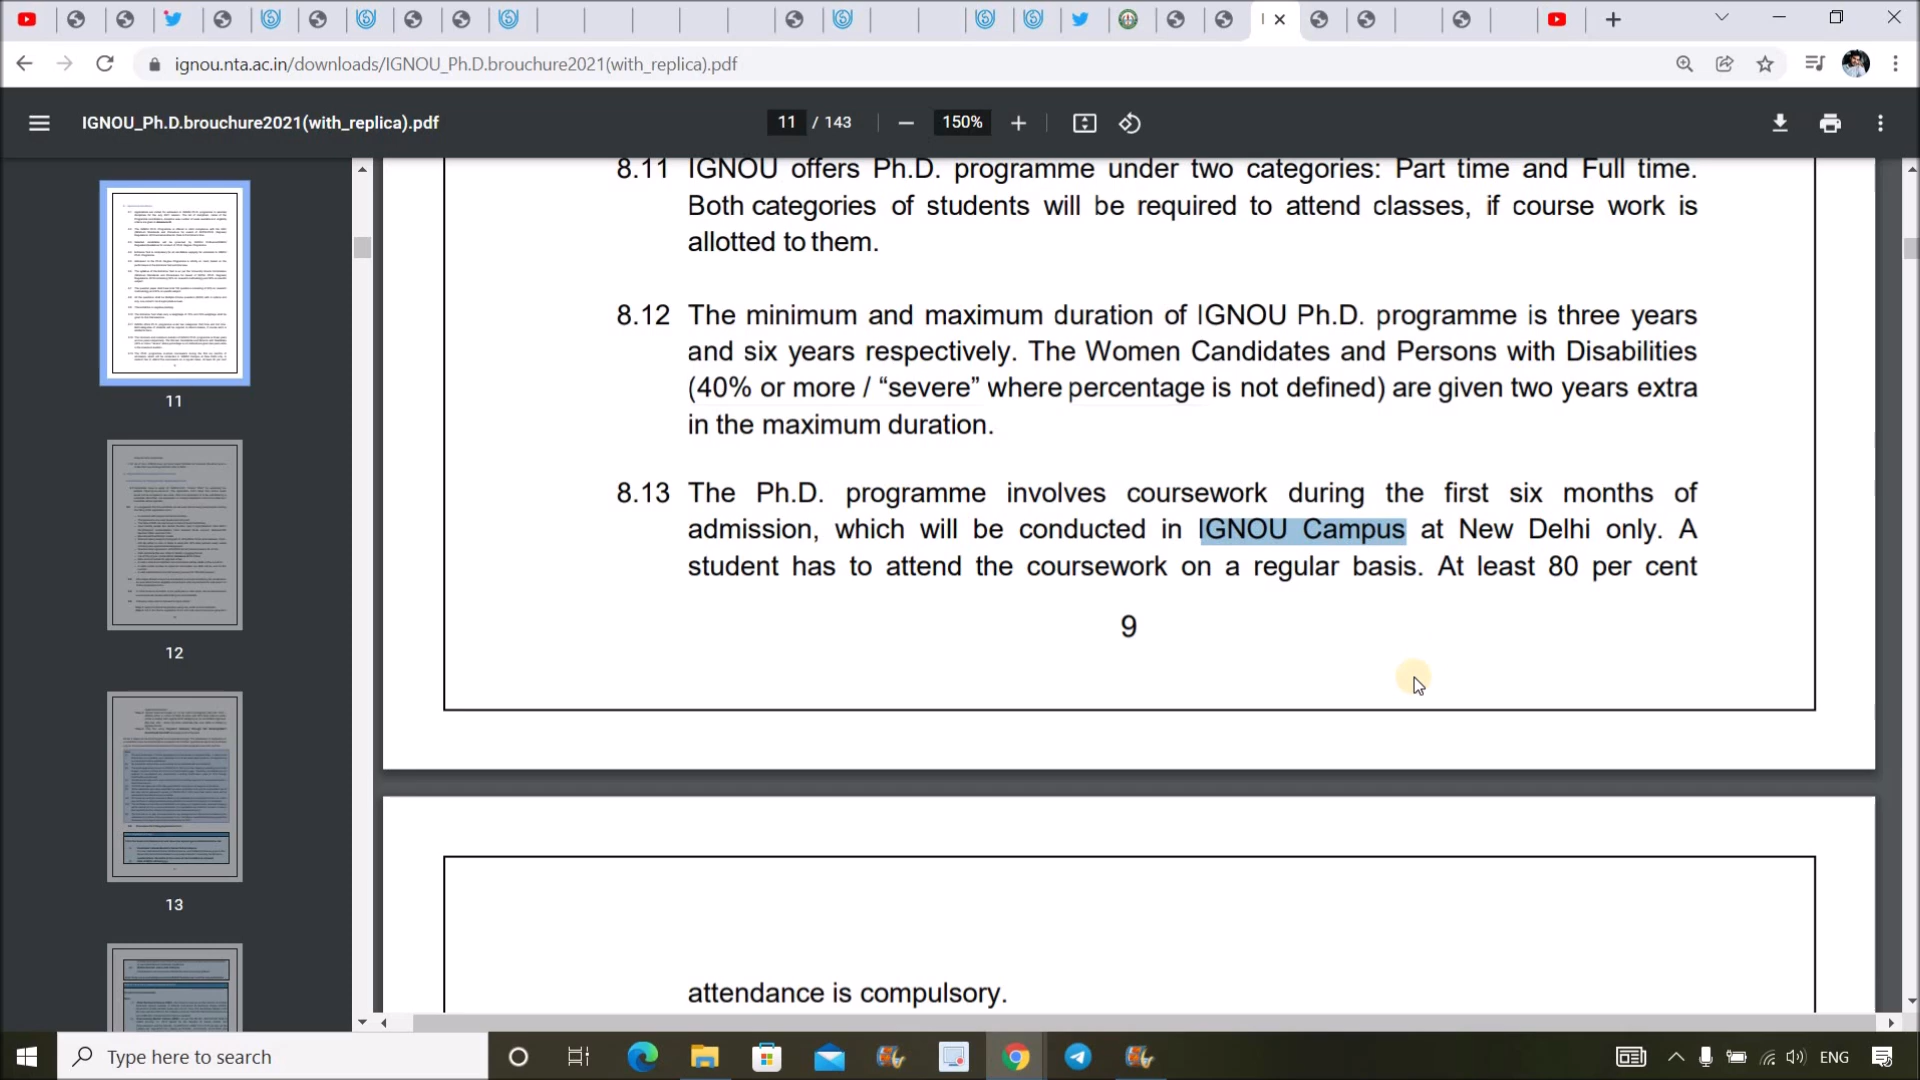 ignou.nta.ac.in/downloads/IGNOU_Ph.D.brouchure2021(with_replica).pdf
IGNOU_Ph.D.brouchure2021(with_replica).pdf
11 / 143
150%
8.11 IGNOU offers Ph.D. programme under two categories: Part time and Full time.
Both categories of students will be required to attend classes, if course work is
allotted to them.
8.12 The minimum and maximum duration of IGNOU Ph.D. programme is three years
and six years respectively. The Women Candidates and Persons with Disabilities
(40% or more / “severe” where percentage is not defined) are given two years extra
in the maximum duration.
8.13 The Ph.D. programme involves coursework during the first six months of
admission, which will be conducted in IGNOU Campus at New Delhi only. A
student has to attend the coursework on a regular basis. At least 80 per cent
9
attendance is compulsory.
11
12
13
Type here to search
ENG